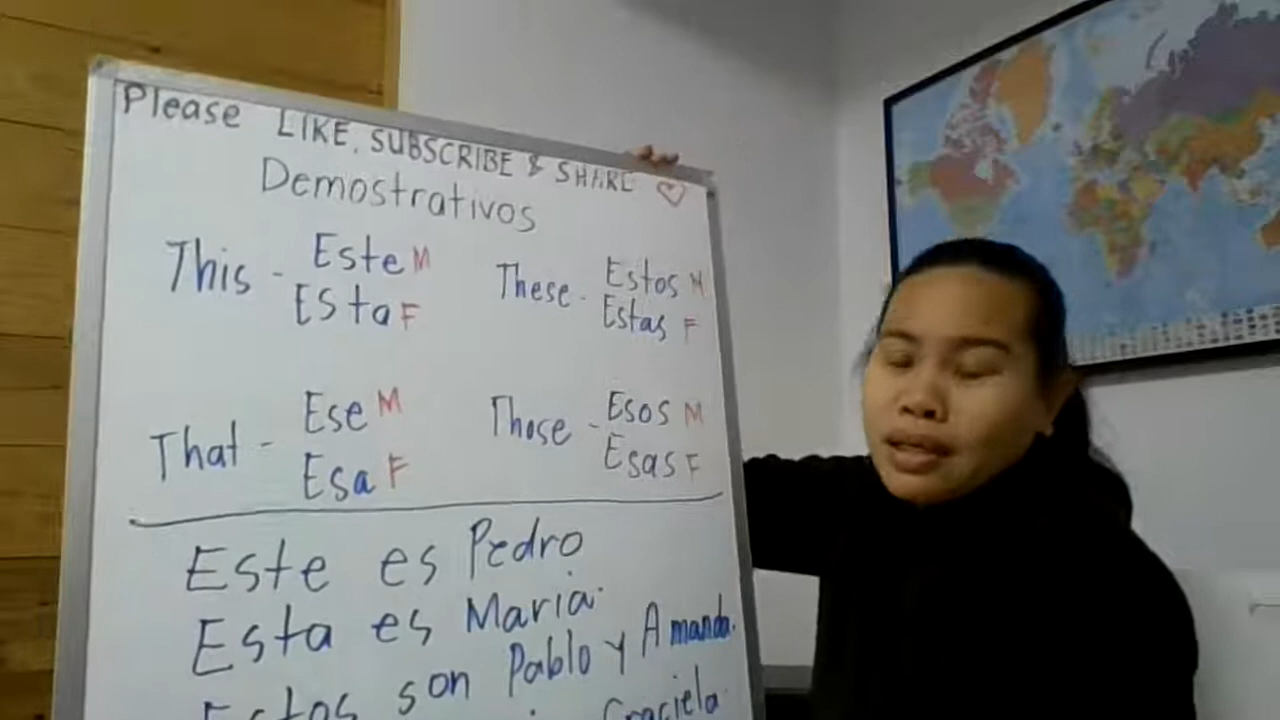 Please LIKE, SUBSCRIBE & SHARE
Demostrativos
This - Este M
Esta F
These - Estos M
Estas F
That - Ese M
Esa F
Those - Esos M
Esas F
Este es Pedro
Esta es Maria.
Estos son Pablo y Amanda.
Graciela